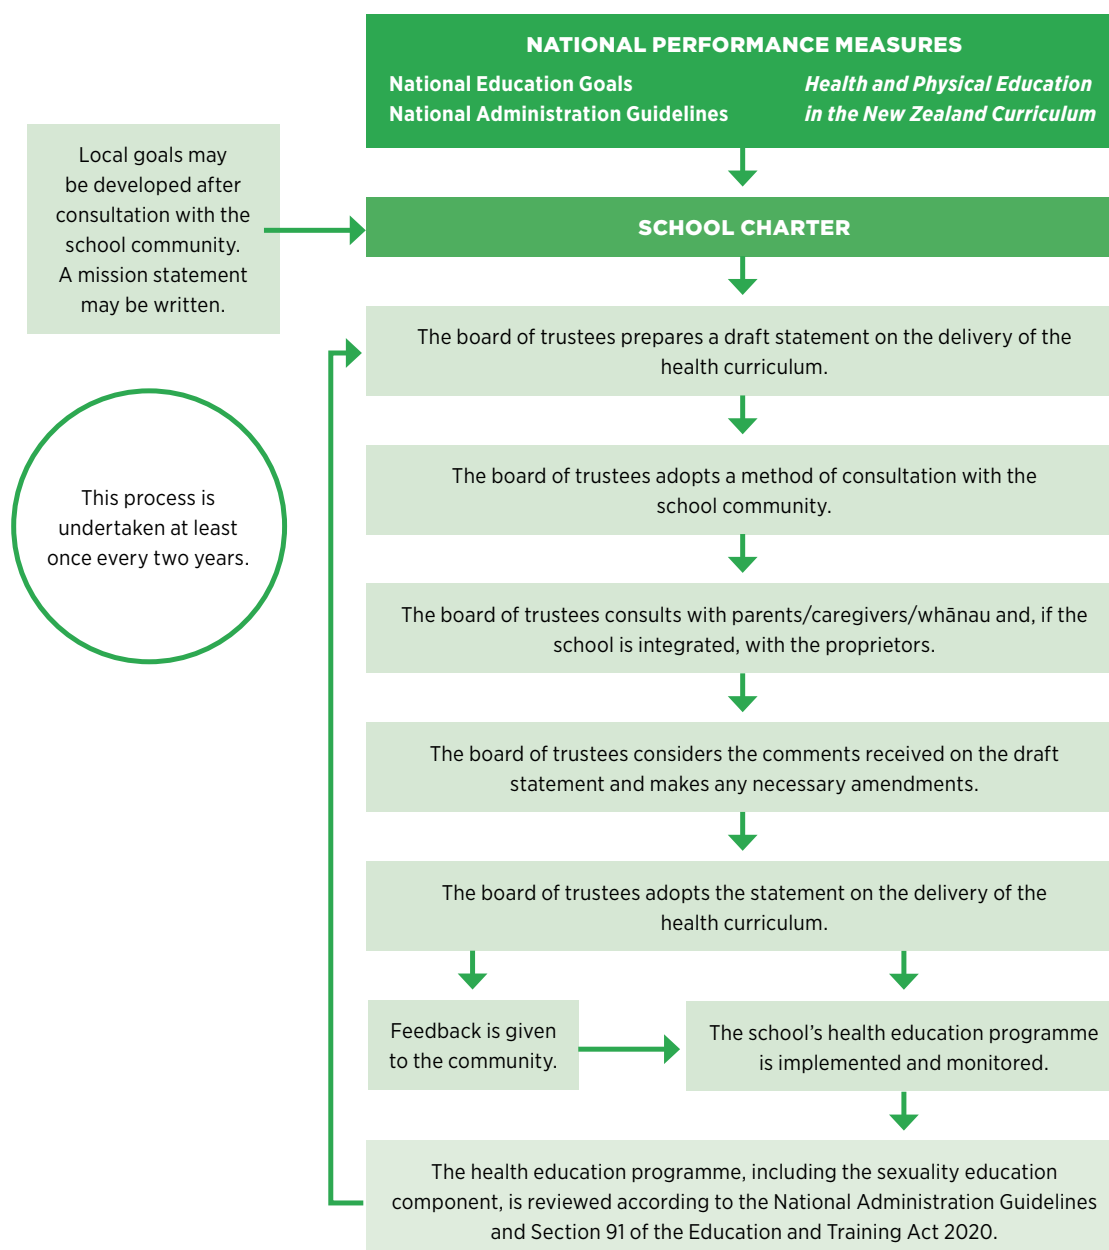 NATIONAL PERFORMANCE MEASURES
National Education Goals
National Administration Guidelines
Health and Physical Education
in the New Zealand Curriculum
Local goals may
be developed after
consultation with the
school community.
A mission statement
may be written.
SCHOOL CHARTER
The board of trustees prepares a draft statement on the delivery of the
health curriculum.
This process is
undertaken at least
once every two years.
The board of trustees adopts a method of consultation with the
school community.
The board of trustees consults with parents/caregivers/whānau and, if the
school is integrated, with the proprietors.
The board of trustees considers the comments received on the draft
statement and makes any necessary amendments.
The board of trustees adopts the statement on the delivery of the
health curriculum.
Feedback is given
to the community.
The school’s health education programme
is implemented and monitored.
The health education programme, including the sexuality education
component, is reviewed according to the National Administration Guidelines
and Section 91 of the Education and Training Act 2020.